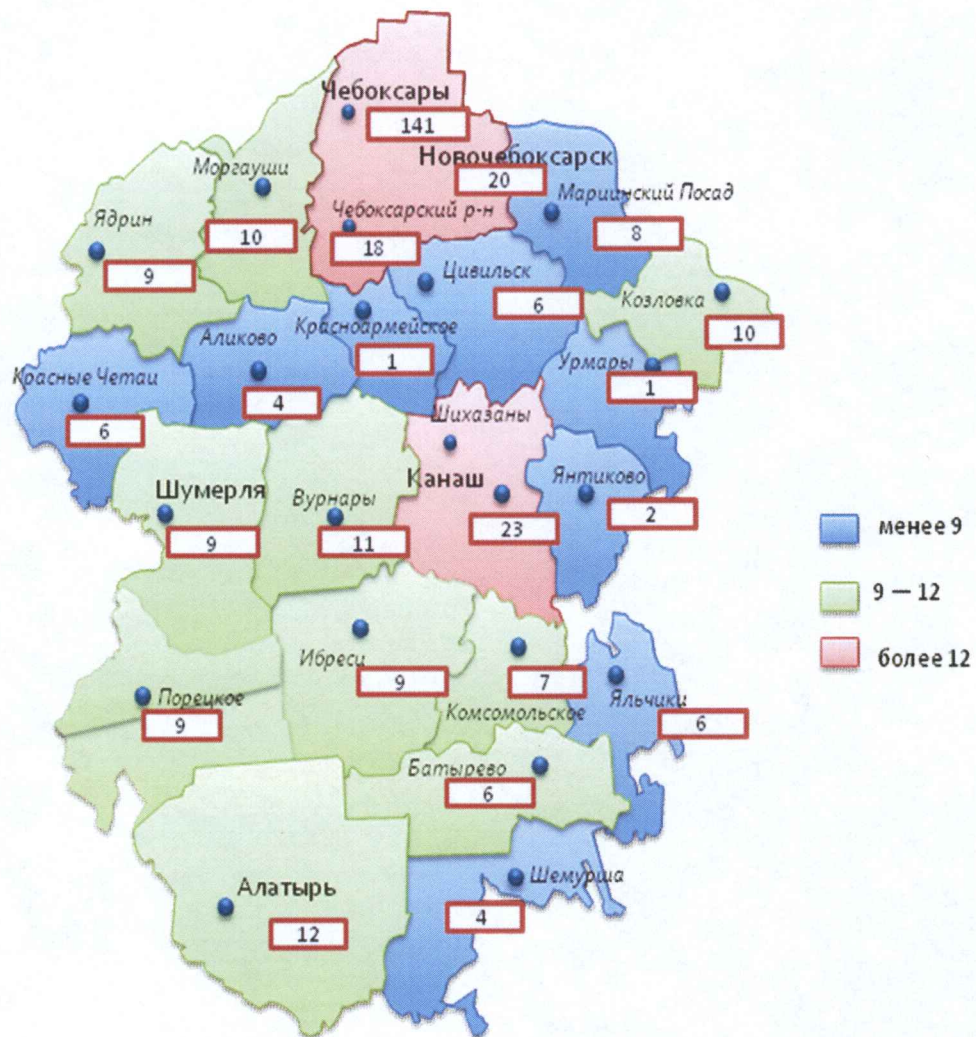 Чебоксары
141
Новочебоксарск
20
Моргауши
10
Мариинский Посад
8
Ядрин
9
Чебоксарский р-н
18
Цивильск
6
Козловка
10
Красноармейское
1
Аликово
4
Урмары
1
Красные Четаи
6
Шихазаны
Канаш
23
Янтиково
2
Шумерля
9
Вурнары
11
менее 9
9 — 12
более 12
Ибреси
9
7
Комсомольское
Порецкое
9
Яльчики
6
Батырево
6
Шемурша
4
Алатырь
12